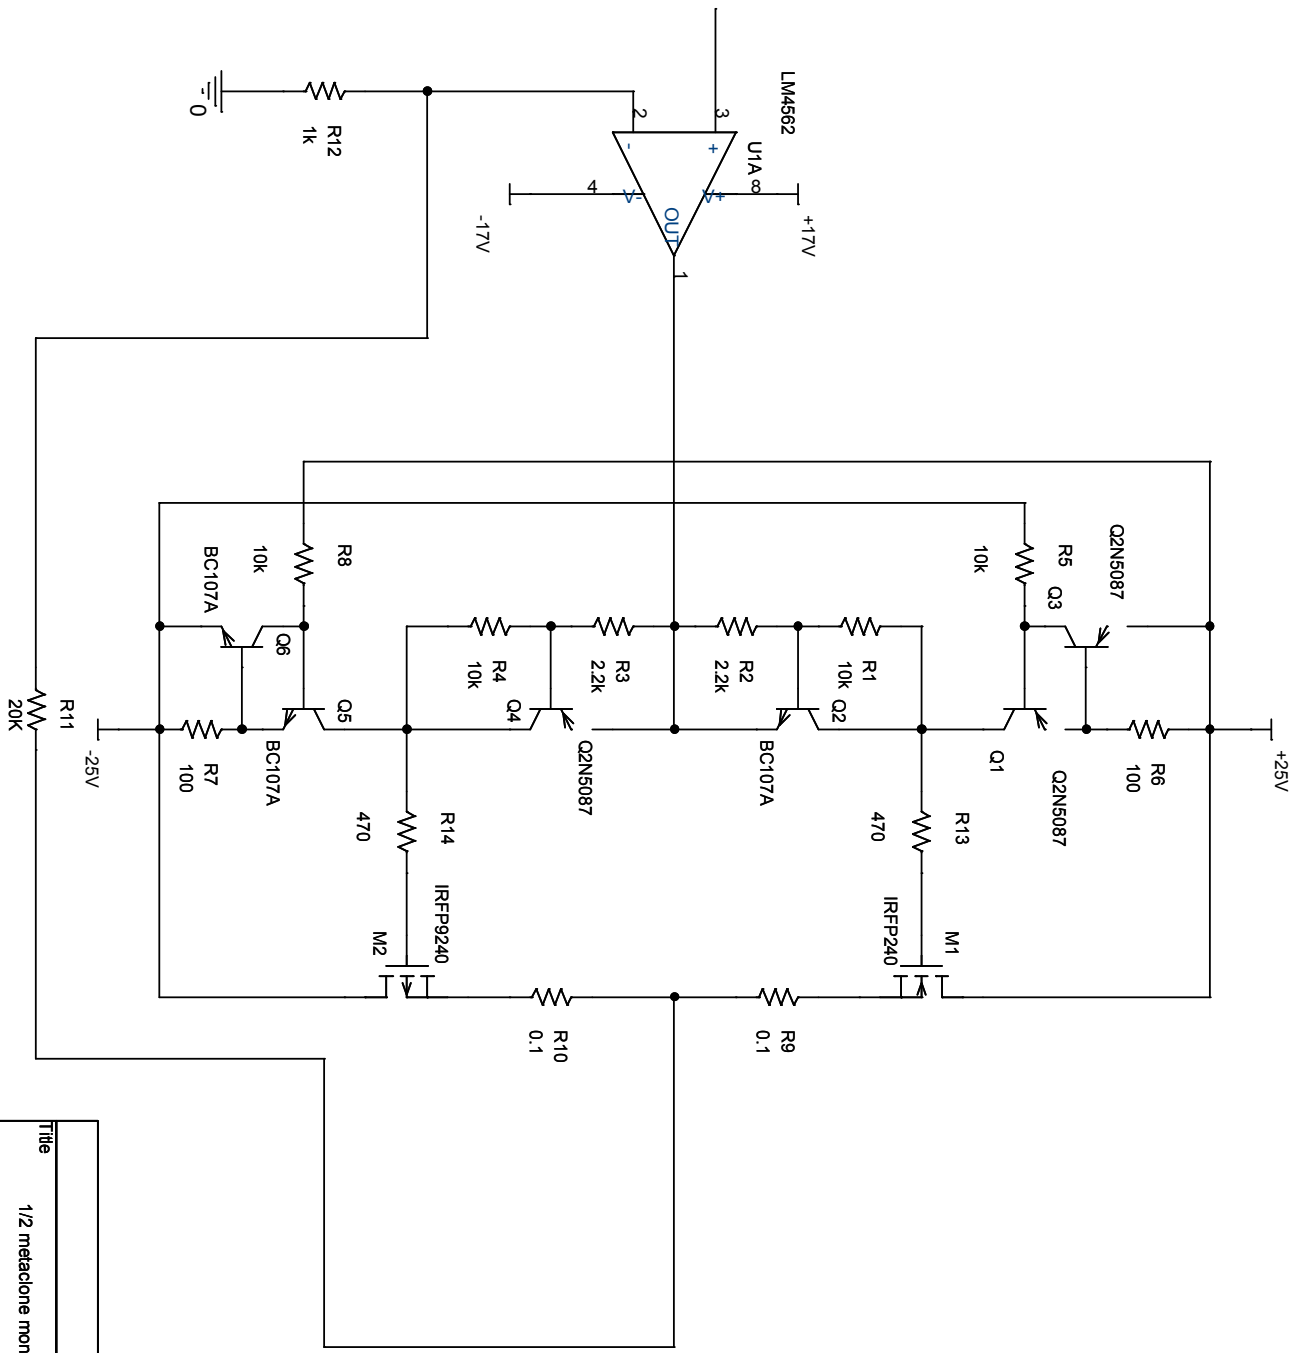 LM4562
U1A
3
+
8
V+
+17V
2
-
4
V-
-17V
OUT
1
R12
1k
0
+25V
Q2N5087
R5
10k
Q3
R6
100
Q2N5087
Q1
R1
10k
Q2
R2
2.2k
BC107A
R3
2.2k
Q2N5087
R4
10k
Q4
R8
10k
BC107A
Q6
Q5
BC107A
R7
100
-25V
R11
20K
R13
470
R14
470
M1
IRFP240
IRFP9240
M2
R9
0.1
R10
0.1
Title
1/2 metaclone mon